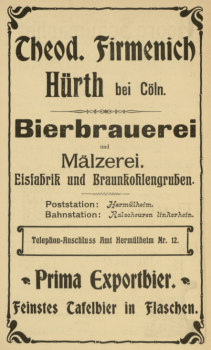 Theod. Firmenich
Hürth bei Cöln.
Bierbrauerei
und
Mälzerei.
Eisfabrik und Braunkohlengruben.
Poststation: Hermülheim.
Bahnstation: Kalscheuren linkerhein.
Telephon-Anschluss Amt Hermülheim Nr. 12.
Prima Exportbier.
Feinstes Tafelbier in Flaschen.